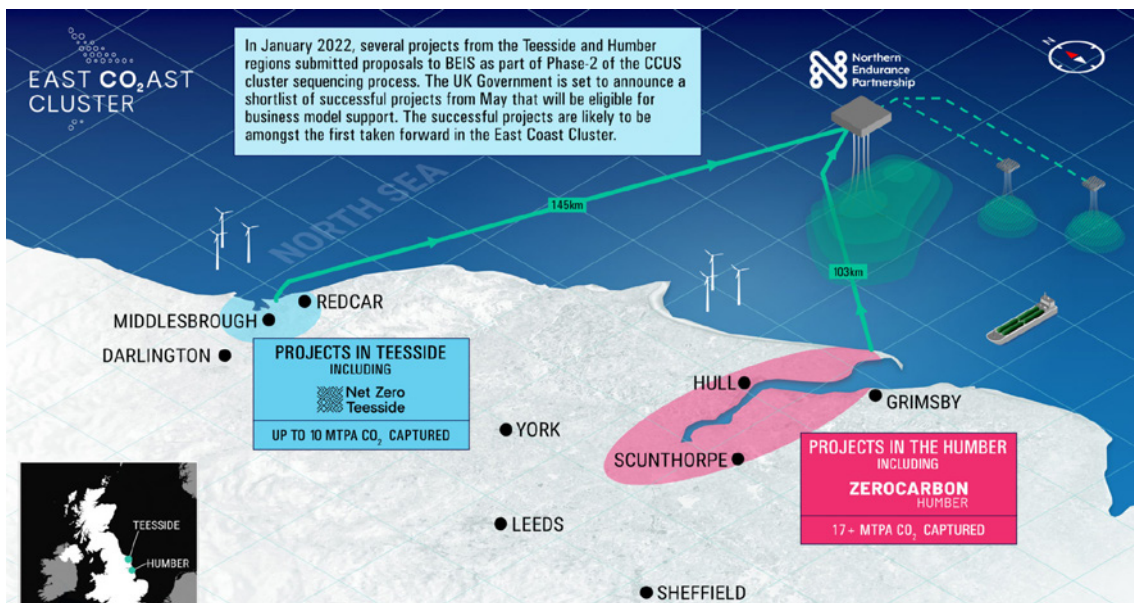 EAST CO₂AST
CLUSTER
In January 2022, several projects from the Teesside and Humber
regions submitted proposals to BEIS as part of Phase-2 of the CCUS
cluster sequencing process. The UK Government is set to announce a
shortlist of successful projects from May that will be eligible for
business model support. The successful projects are likely to be
amongst the first taken forward in the East Coast Cluster.
Northern
Endurance
Partnership
N
NORTH SEA
145km
103km
REDCAR
MIDDLESBROUGH
DARLINGTON
PROJECTS IN TEESSIDE
INCLUDING
Net Zero
Teesside
UP TO 10 MTPA CO₂ CAPTURED
HULL
GRIMSBY
YORK
SCUNTHORPE
PROJECTS IN THE HUMBER
INCLUDING
ZEROCARBON
HUMBER
17+ MTPA CO₂ CAPTURED
LEEDS
SHEFFIELD
TEESSIDE
HUMBER